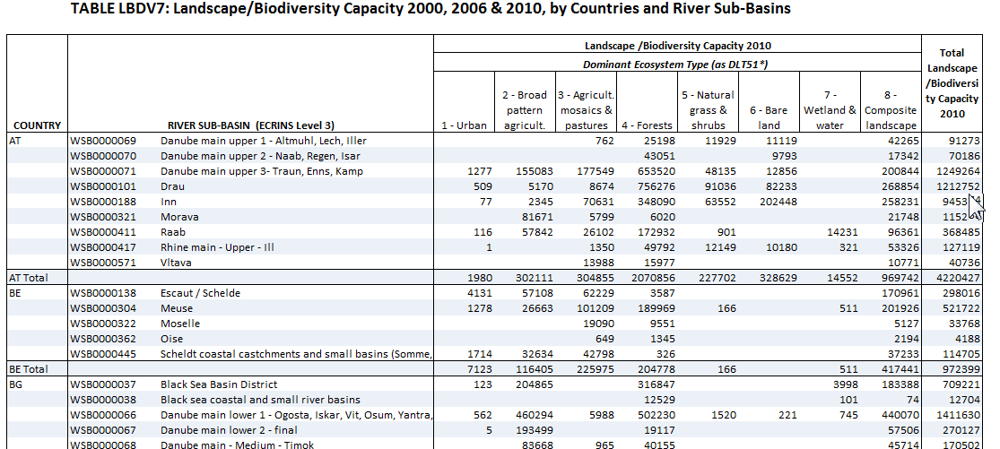 TABLE LBDV7: Landscape/Biodiversity Capacity 2000, 2006 & 2010, by Countries and River Sub-Basins
Landscape /Biodiversity Capacity 2010
Dominant Ecosystem Type (as DLT51*)
COUNTRY RIVER SUB-BASIN (ECRINS Level 3) 1 - Urban 2 - Broad pattern agricult. 3 - Agricult. mosaics & pastures 4 - Forests 5 - Natural grass & shrubs 6 - Bare land 7 - Wetland & water 8 - Composite landscape Total Landscape /Biodiversi ty Capacity 2010
AT WSB0000069 Danube main upper 1 - Altmuhl, Lech, Iller 762 25198 11929 11119 42265 91273
WSB0000070 Danube main upper 2 - Naab, Regen, Isar 43051 9793 17342 70186
WSB0000071 Danube main upper 3- Traun, Enns, Kamp 1277 155083 177549 653520 48135 12856 200844 1249264
WSB0000101 Drau 509 5170 8674 756276 91036 82233 268854 1212752
WSB0000188 Inn 77 2345 70631 348090 63552 202448 258231
WSB0000321 Morava 81671 5799 6020 21748
WSB0000411 Raab 116 57842 26102 172932 901 14231 96361 368485
WSB0000417 Rhine main - Upper - Ill 1 1350 49792 12149 10180 321 53326 127119
WSB0000571 Vltava 13988 15977 10771 40736
AT Total 1980 302111 304855 2070856 227702 328629 14552 969742 4220427
BE WSB0000138 Escaut / Schelde 4131 57108 62229 3587 170961 298016
WSB0000304 Meuse 1278 26663 101209 189969 166 511 201926 521722
WSB0000322 Moselle 19090 9551 5127 33768
WSB0000362 Oise 649 1345 2194 4188
WSB0000445 Scheldt coastal castchments and small basins (Somme, 1714 32634 42798 326 37233 114705
BE Total 7123 116405 225975 204778 166 511 417441 972399
BG WSB0000037 Black Sea Basin District 123 204865 316847 3998 183388 709221
WSB0000038 Black sea coastal and small river basins 12529 101 74 12704
WSB0000066 Danube main lower 1 - Ogosta, Iskar, Vit, Osum, Yantra, 562 460294 5988 502230 1520 221 745 440070 1411630
WSB0000067 Danube main lower 2 - final 5 193499 19117 57506 270127
WSB0000068 Danube main - Medium - Timok 83668 965 40155 45714 170502